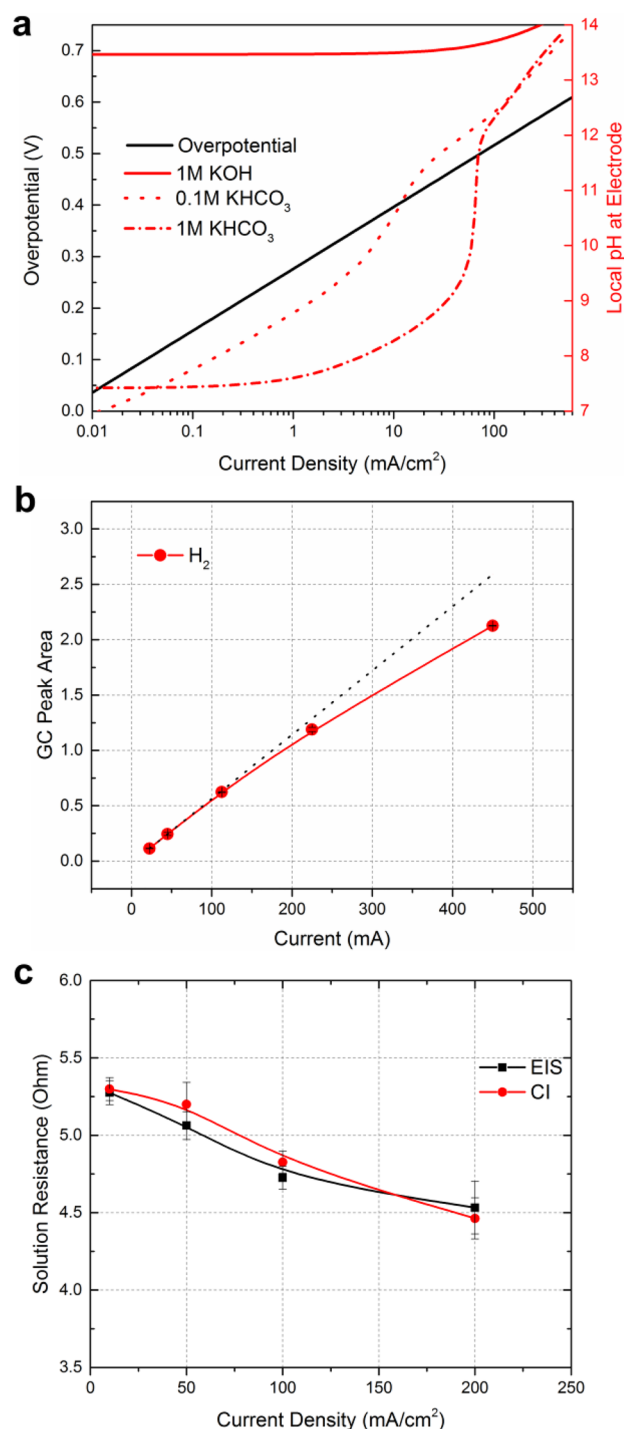 a
0.7
0.6
0.5
0.4
0.3
0.2
0.1
0.0
Overpotential (V)
Overpotential
1M KOH
0.1M KHCO₃
1M KHCO₃
14
13
12
11
10
9
8
7
Local pH at Electrode
0.01 0.1 1 10 100
Current Density (mA/cm²)
b
3.0
2.5
2.0
1.5
1.0
0.5
0.0
GC Peak Area
H₂
0 100 200 300 400 500
Current (mA)
c
6.0
5.5
5.0
4.5
4.0
3.5
Solution Resistance (Ohm)
EIS
CI
0 50 100 150 200 250
Current Density (mA/cm²)